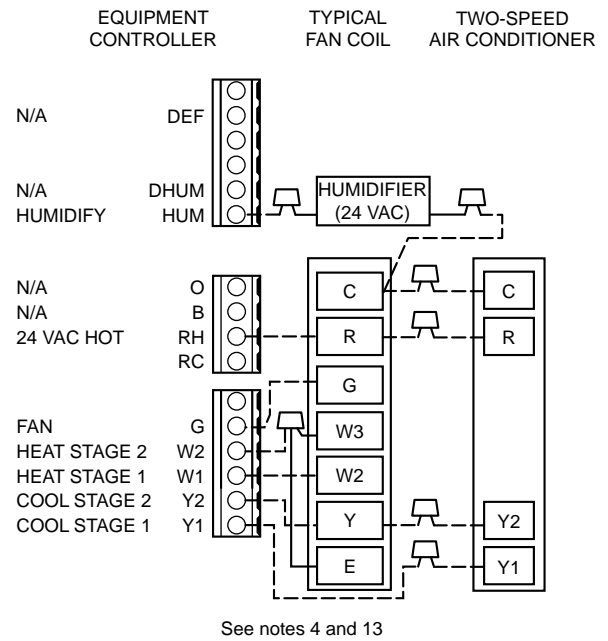 EQUIPMENT CONTROLLER
TYPICAL FAN COIL
TWO-SPEED AIR CONDITIONER
N/A DEF
N/A DHUM
HUMIDIFY HUM
HUMIDIFIER
(24 VAC)
N/A O
N/A B
24 VAC HOT RH
RC
FAN G
HEAT STAGE 2 W2
HEAT STAGE 1 W1
COOL STAGE 2 Y2
COOL STAGE 1 Y1
C
R
G
W3
W2
Y
E
C
R
Y2
Y1
See notes 4 and 13